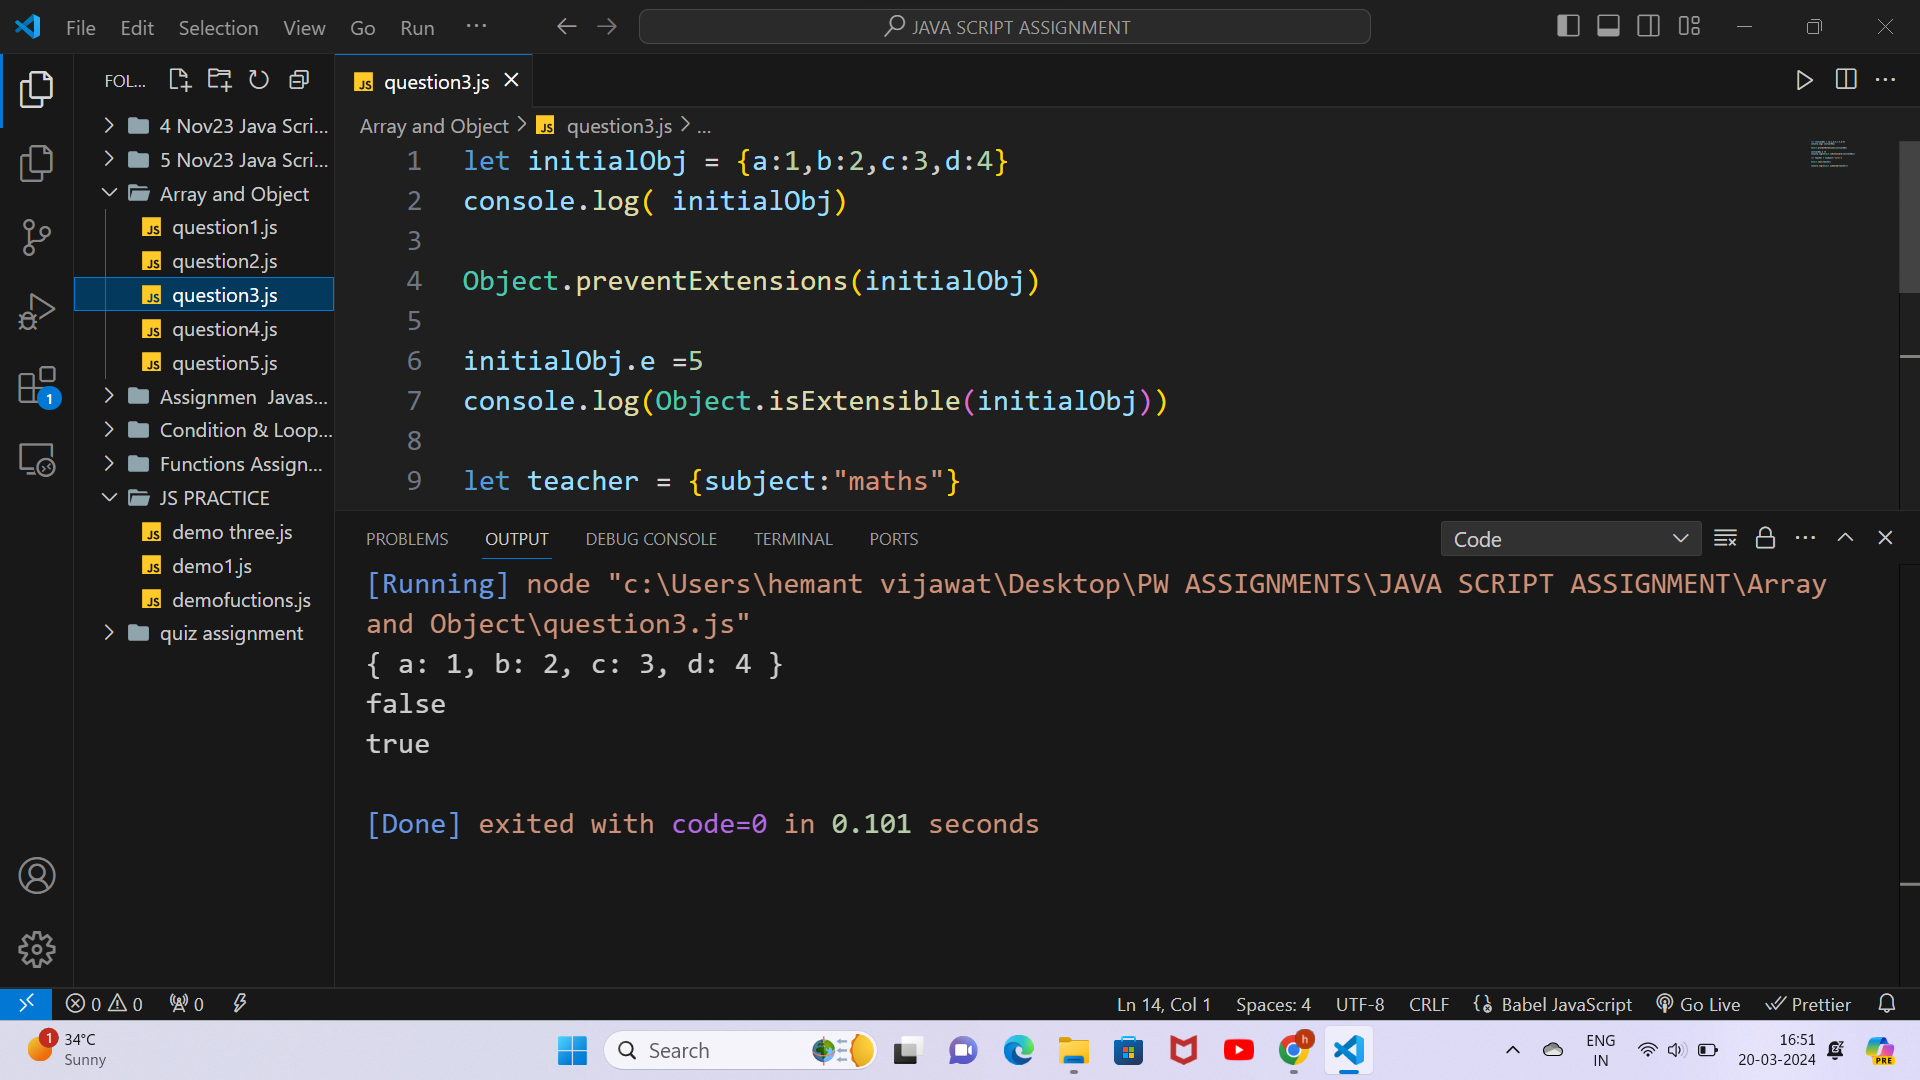 File Edit Selection View Go Run ···
JAVA SCRIPT ASSIGNMENT
FOL...
4 Nov23 Java Scri...
5 Nov23 Java Scri...
Array and Object
question1.js
question2.js
question3.js
question4.js
question5.js
Assignmen Javas...
Condition & Loop...
Functions Assign...
JS PRACTICE
demo three.js
demo1.js
demofuctions.js
quiz assignment
1
JS question3.js
Array and Object > JS question3.js > ...
1 let initialObj = {a:1,b:2,c:3,d:4}
2 console.log( initialObj)
3
4 Object.preventExtensions(initialObj)
5
6 initialObj.e =5
7 console.log(Object.isExtensible(initialObj))
8
9 let teacher = {subject:"maths"}
PROBLEMS OUTPUT DEBUG CONSOLE TERMINAL PORTS
Code
[Running] node "c:\Users\hemant vijawat\Desktop\PW ASSIGNMENTS\JAVA SCRIPT ASSIGNMENT\Array
and Object\question3.js"
{ a: 1, b: 2, c: 3, d: 4 }
false
true
[Done] exited with code=0 in 0.101 seconds
0 0 0
Ln 14, Col 1 Spaces: 4 UTF-8 CRLF Babel JavaScript Go Live Prettier
1
34°C
Sunny
Search
h
ENG
IN
16:51
20-03-2024
PRE